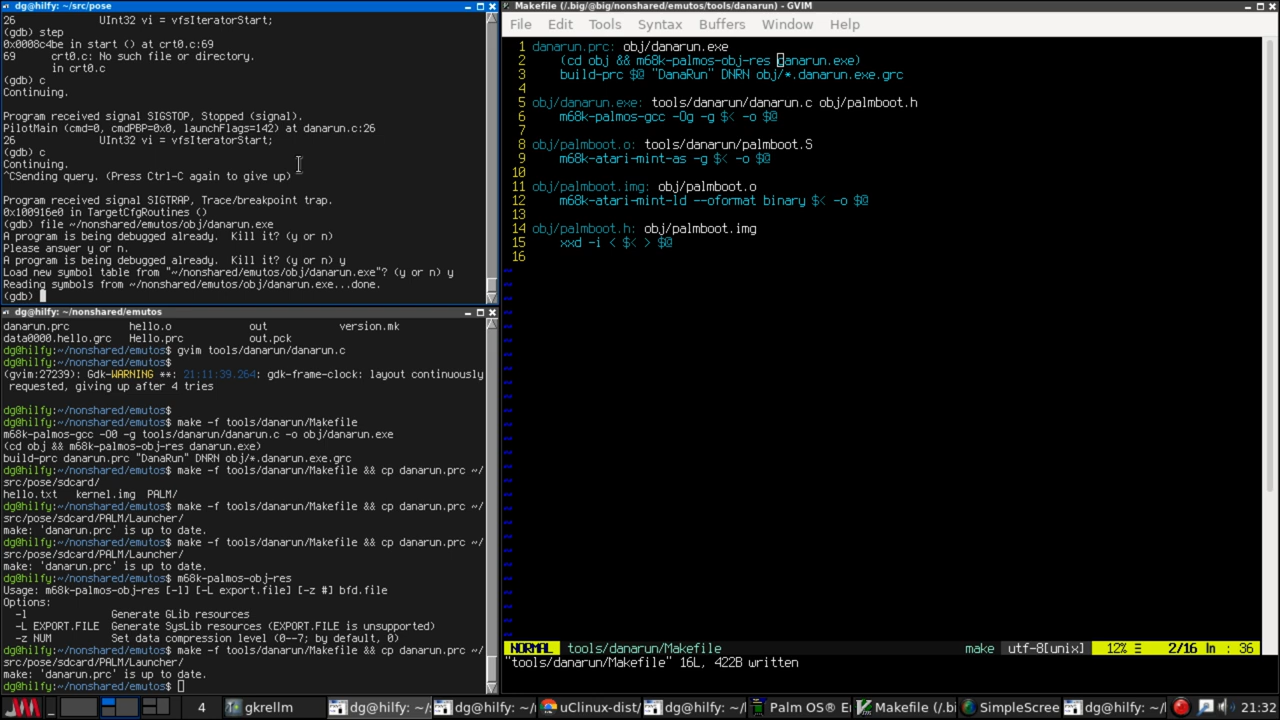 dg@hilfy: ~/src/pose
26              UInt32 vi = vfsIteratorStart;
(gdb) step
0x0008c4be in start () at crt0.c:69
69      crt0.c: No such file or directory.
        in crt0.c
(gdb) c
Continuing.
Program received signal SIGSTOP, Stopped (signal).
PilotMain (cmd=0, cmdPBP=0x0, launchFlags=142) at danarun.c:26
26              UInt32 vi = vfsIteratorStart;
(gdb) c
Continuing.
^CSending query. (Press Ctrl-C again to give up)
Program received signal SIGTRAP, Trace/breakpoint trap.
0x100916e0 in TargetCfgRoutines ()
(gdb) file ~/nonshared/emutos/obj/danarun.exe
A program is being debugged already.  Kill it? (y or n)
Please answer y or n.
A program is being debugged already.  Kill it? (y or n) y
Load new symbol table from "~/nonshared/emutos/obj/danarun.exe"? (y or n) y
Reading symbols from ~/nonshared/emutos/obj/danarun.exe...done.
(gdb)
dg@hilfy: ~/nonshared/emutos
danarun.prc        hello.o          out             version.mk
data0000.hello.grc  Hello.prc        out.pck
dg@hilfy:~/nonshared/emutos$ gvim tools/danarun/danarun.c
dg@hilfy:~/nonshared/emutos$
(gvim:27239): Gdk-WARNING **: 21:11:39.264: gdk-frame-clock: layout continuously
 requested, giving up after 4 tries
dg@hilfy:~/nonshared/emutos$
dg@hilfy:~/nonshared/emutos$ make -f tools/danarun/Makefile
m68k-palmos-gcc -O0 -g tools/danarun/danarun.c -o obj/danarun.exe
(cd obj && m68k-palmos-obj-res danarun.exe)
build-prc danarun.prc "DanaRun" DNRN obj/*.danarun.exe.grc
dg@hilfy:~/nonshared/emutos$ make -f tools/danarun/Makefile && cp danarun.prc ~/
src/pose/sdcard/
hello.txt   kernel.img  PALM/
dg@hilfy:~/nonshared/emutos$ make -f tools/danarun/Makefile && cp danarun.prc ~/
src/pose/sdcard/PALM/Launcher/
make: 'danarun.prc' is up to date.
dg@hilfy:~/nonshared/emutos$ make -f tools/danarun/Makefile && cp danarun.prc ~/
src/pose/sdcard/PALM/Launcher/
make: 'danarun.prc' is up to date.
dg@hilfy:~/nonshared/emutos$ m68k-palmos-obj-res
Usage: m68k-palmos-obj-res [-l] [-L export.file] [-z #] bfd.file
Options:
  -l              Generate GLib resources
  -L EXPORT.FILE  Generate SysLib resources (EXPORT.FILE is unsupported)
  -z NUM          Set data compression level (0--7; by default, 0)
dg@hilfy:~/nonshared/emutos$ make -f tools/danarun/Makefile && cp danarun.prc ~/
src/pose/sdcard/PALM/Launcher/
make: 'danarun.prc' is up to date.
dg@hilfy:~/nonshared/emutos$
Makefile (/.big/@big/nonshared/emutos/tools/danarun) - GVIM
File Edit Tools Syntax Buffers Window Help
1 danarun.prc: obj/danarun.exe
2     (cd obj && m68k-palmos-obj-res danarun.exe)
3     build-prc $@ "DanaRun" DNRN obj/*.danarun.exe.grc
4
5 obj/danarun.exe: tools/danarun/danarun.c obj/palmboot.h
6     m68k-palmos-gcc -Og -g $< -o $@
7
8 obj/palmboot.o: tools/danarun/palmboot.S
9     m68k-atari-mint-as -g $< -o $@
10
11 obj/palmboot.img: obj/palmboot.o
12     m68k-atari-mint-ld --oformat binary $< -o $@
13
14 obj/palmboot.h: obj/palmboot.img
15     xxd -i < $< > $@
16
NORMAL  tools/danarun/Makefile  make  utf-8[unix]  12% ☰  2/16 ln : 36
"tools/danarun/Makefile" 16L, 422B written
4 gkrellm dg@hilfy: ~/s dg@hilfy: ~/ uClinux-dist/ dg@hilfy: ~/ Palm OS® E Makefile (/.bi SimpleScree dg@hilfy: ~/ 21:32